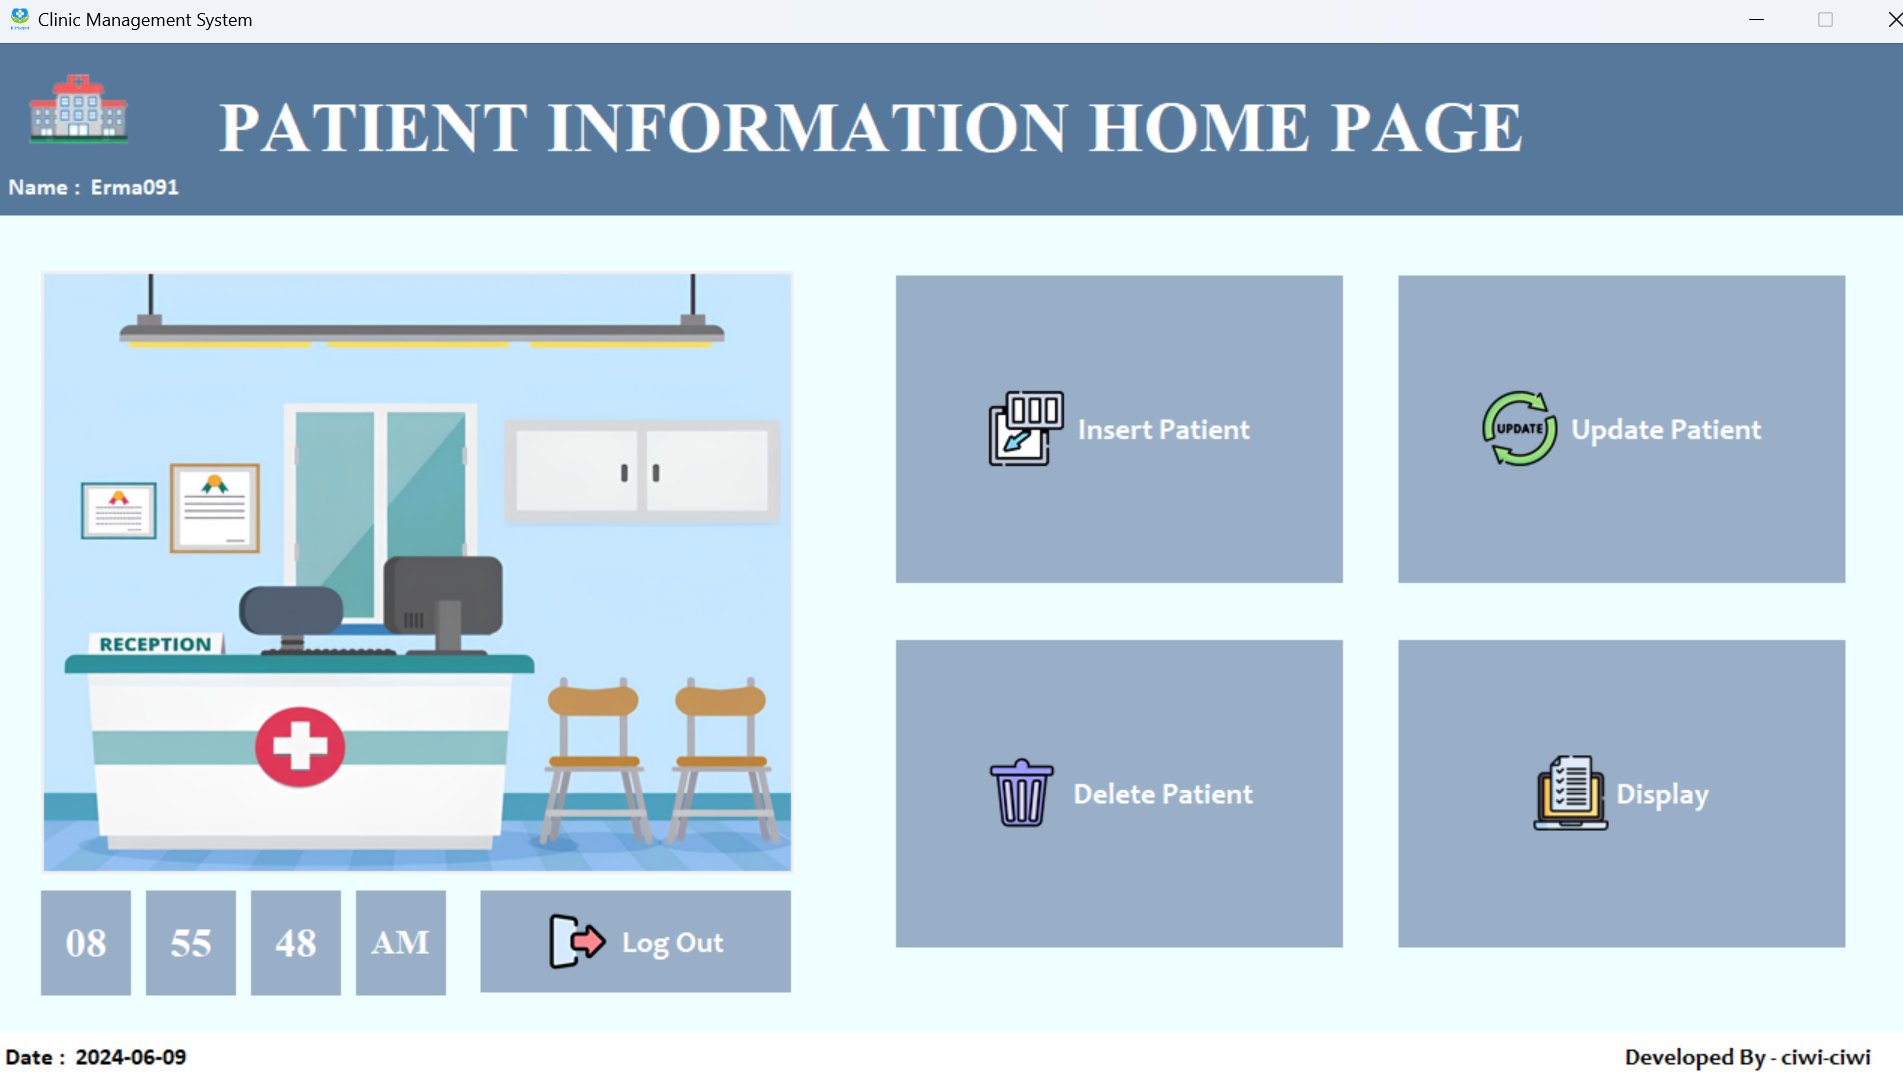 Clinic Management System
PATIENT INFORMATION HOME PAGE
Name : Erma091
RECEPTION
Insert Patient
UPDATE
Update Patient
Delete Patient
Display
08
55
48
AM
Log Out
Date : 2024-06-09
Developed By - ciwi-ciwi